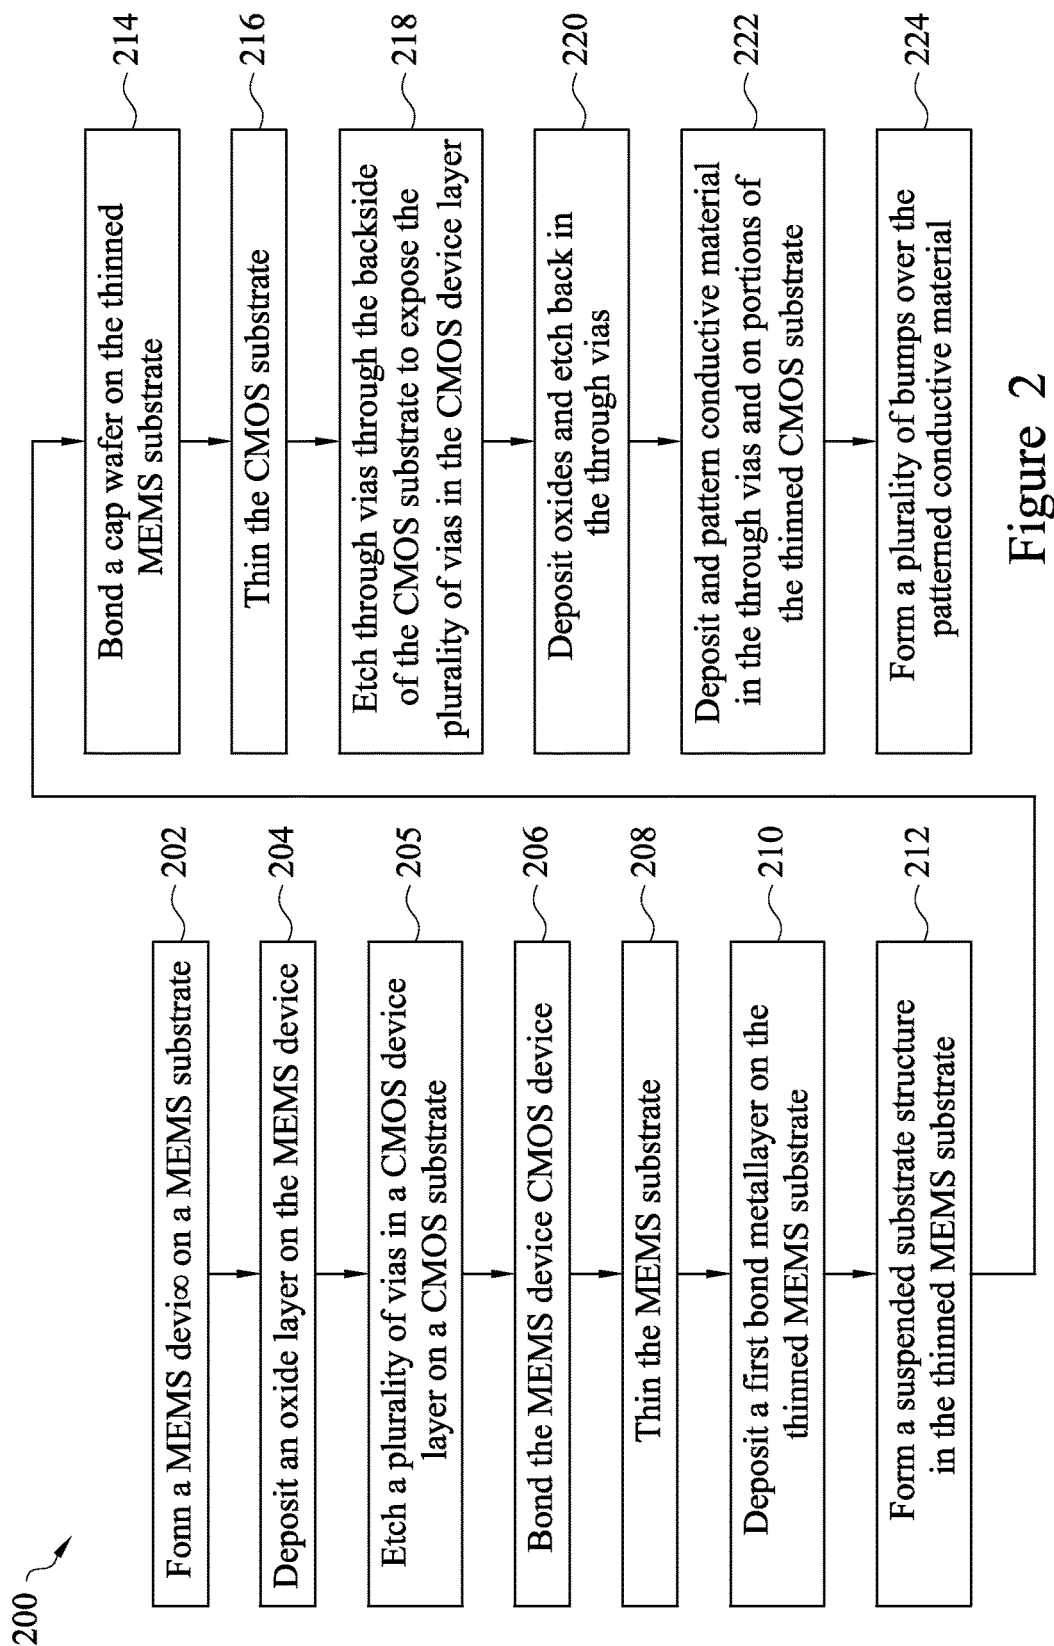 200
Fonn a MEMS devi∞ on a MEMS substrate
202
Deposit an oxide layer on the MEMS device
204
Etch a plurality of vias in a CMOS device
layer on a CMOS substrate
205
Bond the MEMS device CMOS device
206
Thin the MEMS substrate
208
Deposit a first bond metallayer on the
thinned MEMS substrate
210
Form a suspended substrate structure
in the thinned MEMS substrate
212
Bond a cap wafer on the thinned
MEMS substrate
214
Thin the CMOS substrate
216
Etch through vias through the backside
of the CMOS substrate to expose the
plurality of vias in the CMOS device layer
218
Deposit oxides and etch back in
the through vias
220
Deposit and pattern conductive material
in the through vias and on portions of
the thinned CMOS substrate
222
Form a plurality of bumps over the
patterned conductive material
224
Figure 2